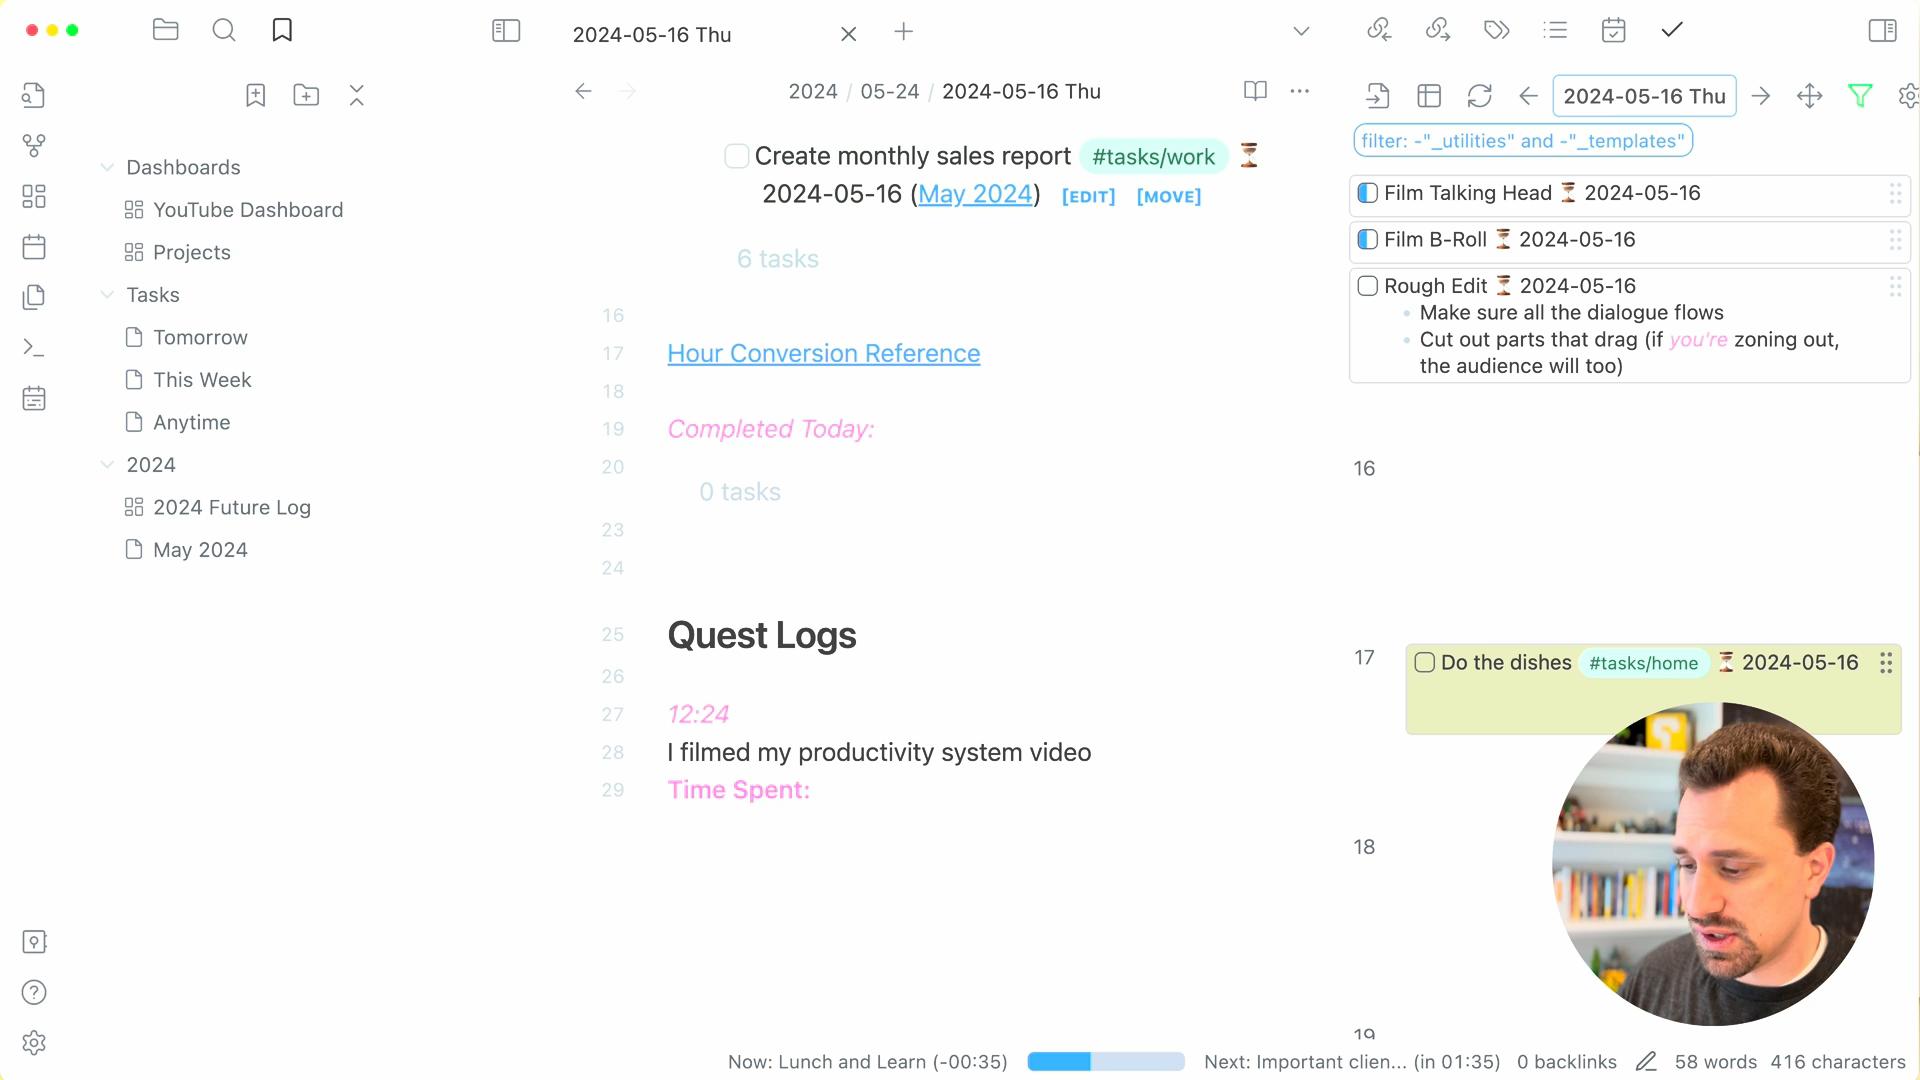 2024-05-16 Thu
Dashboards
YouTube Dashboard
Projects
Tasks
Tomorrow
This Week
Anytime
2024
2024 Future Log
May 2024
2024 / 05-24 / 2024-05-16 Thu
Create monthly sales report #tasks/work ⏳
2024-05-16 (May 2024) [EDIT] [MOVE]
6 tasks
16
17 Hour Conversion Reference
18
19 Completed Today:
20
0 tasks
23
24
25 Quest Logs
26
27 12:24
28 I filmed my productivity system video
29 Time Spent:
2024-05-16 Thu
filter: -"_utilities" and -"_templates"
Film Talking Head ⏳ 2024-05-16
Film B-Roll ⏳ 2024-05-16
Rough Edit ⏳ 2024-05-16
• Make sure all the dialogue flows
• Cut out parts that drag (if you're zoning out,
the audience will too)
16
17
Do the dishes #tasks/home ⏳ 2024-05-16
18
19
Now: Lunch and Learn (-00:35) Next: Important clien... (in 01:35) 0 backlinks 58 words 416 characters